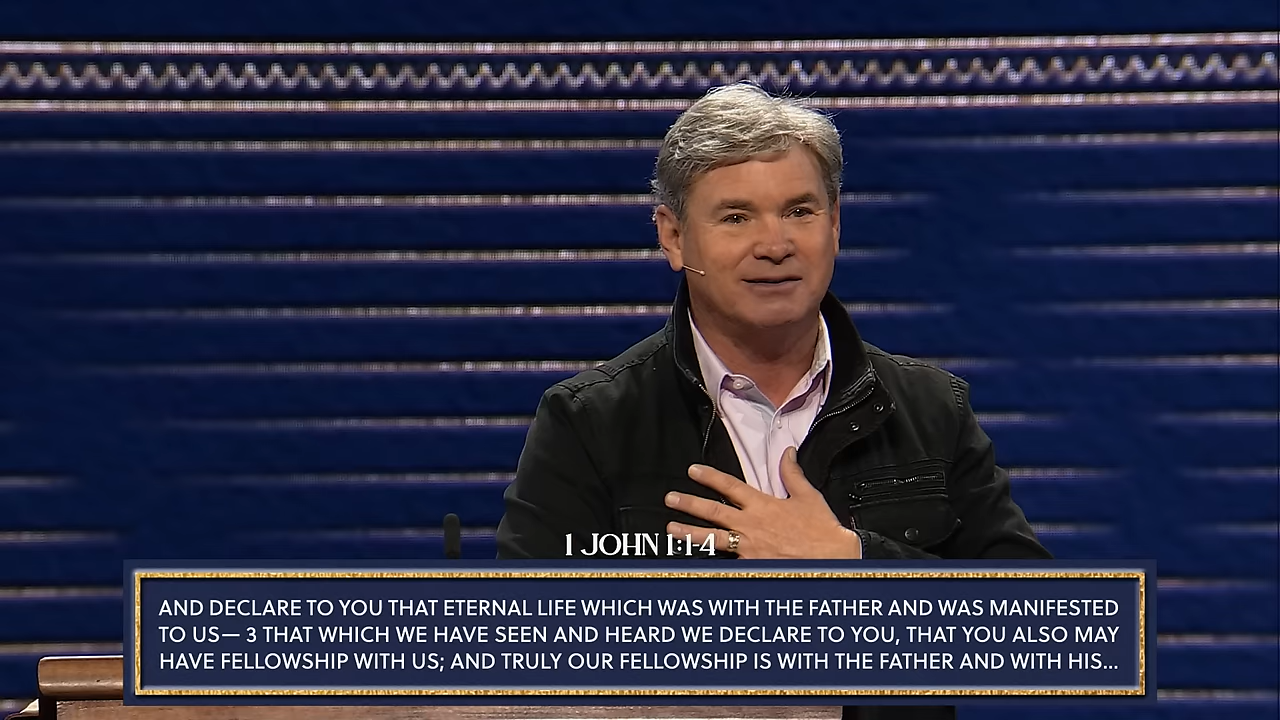 1 JOHN 1:1-4
AND DECLARE TO YOU THAT ETERNAL LIFE WHICH WAS WITH THE FATHER AND WAS MANIFESTED
TO US— 3 THAT WHICH WE HAVE SEEN AND HEARD WE DECLARE TO YOU, THAT YOU ALSO MAY
HAVE FELLOWSHIP WITH US; AND TRULY OUR FELLOWSHIP IS WITH THE FATHER AND WITH HIS...